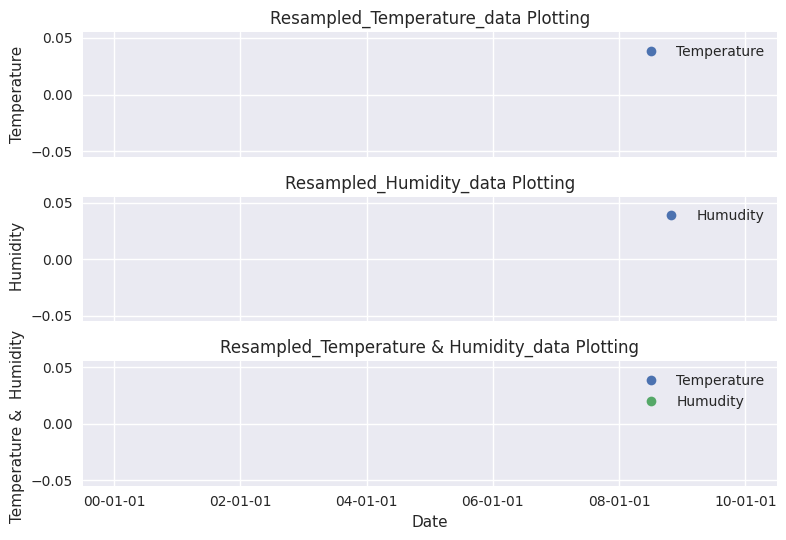 Resampled_Temperature_data Plotting
Temperature
0.05
0.00
−0.05
Temperature
Resampled_Humidity_data Plotting
Humidity
0.05
0.00
−0.05
Humudity
Resampled_Temperature & Humidity_data Plotting
Temperature & Humidity
0.05
0.00
−0.05
Temperature
Humudity
00-01-01 02-01-01 04-01-01 06-01-01 08-01-01 10-01-01
Date